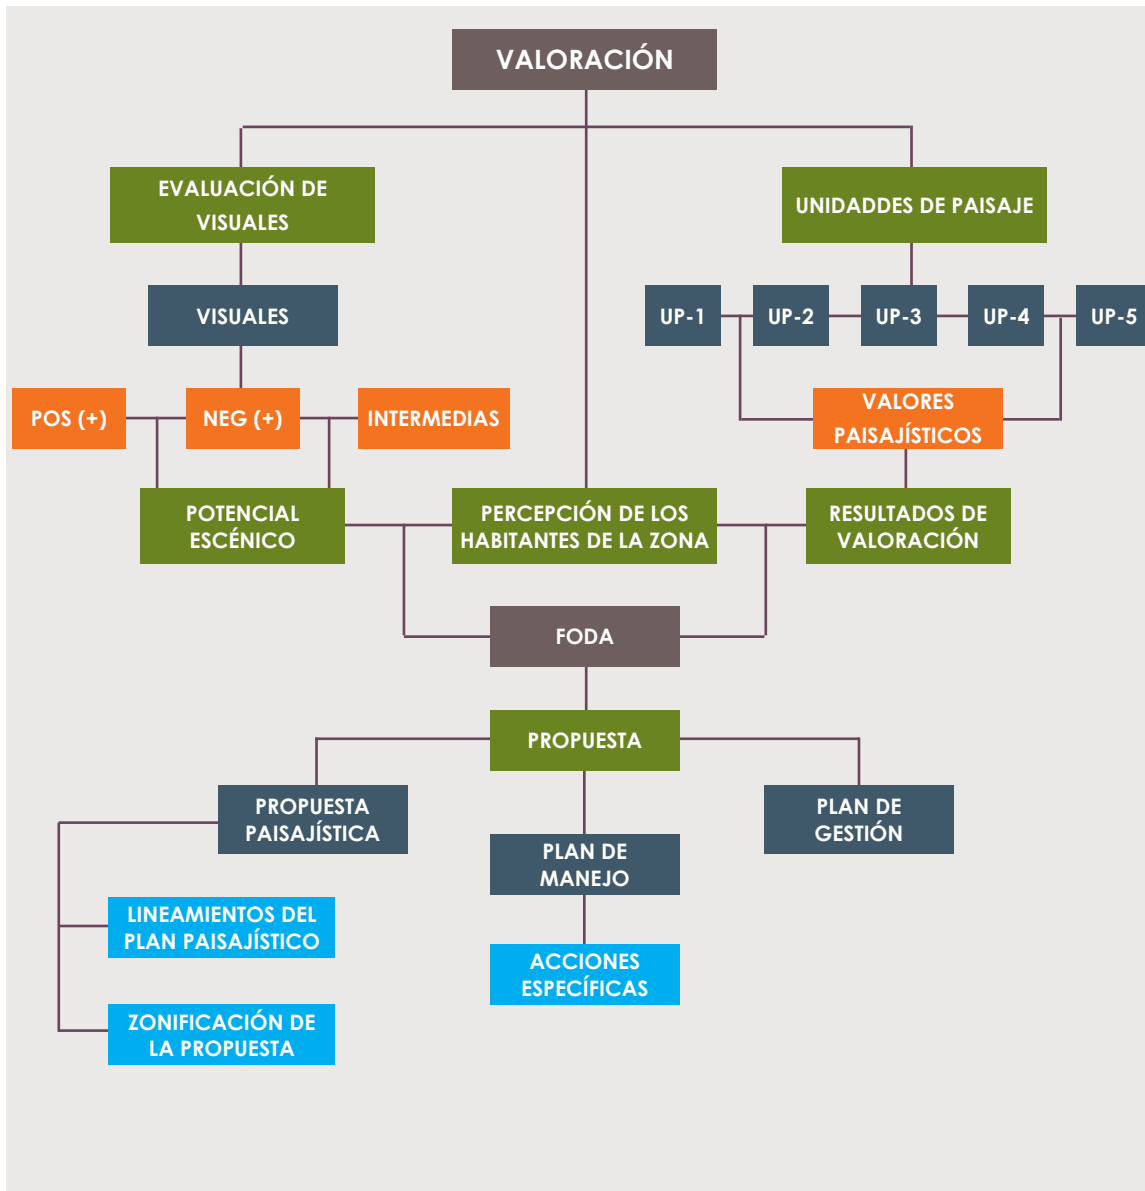 VALORACIÓN
EVALUACIÓN DE
VISUALES
UNIDADDES DE PAISAJE
VISUALES
UP-1
UP-2
UP-3
UP-4
UP-5
POS (+)
NEG (+)
INTERMEDIAS
VALORES
PAISAJÍSTICOS
POTENCIAL
ESCÉNICO
PERCEPCIÓN DE LOS
HABITANTES DE LA ZONA
RESULTADOS DE
VALORACIÓN
FODA
PROPUESTA
PROPUESTA
PAISAJÍSTICA
PLAN DE
MANEJO
PLAN DE
GESTIÓN
LINEAMIENTOS DEL
PLAN PAISAJÍSTICO
ACCIONES
ESPECÍFICAS
ZONIFICACIÓN DE
LA PROPUESTA